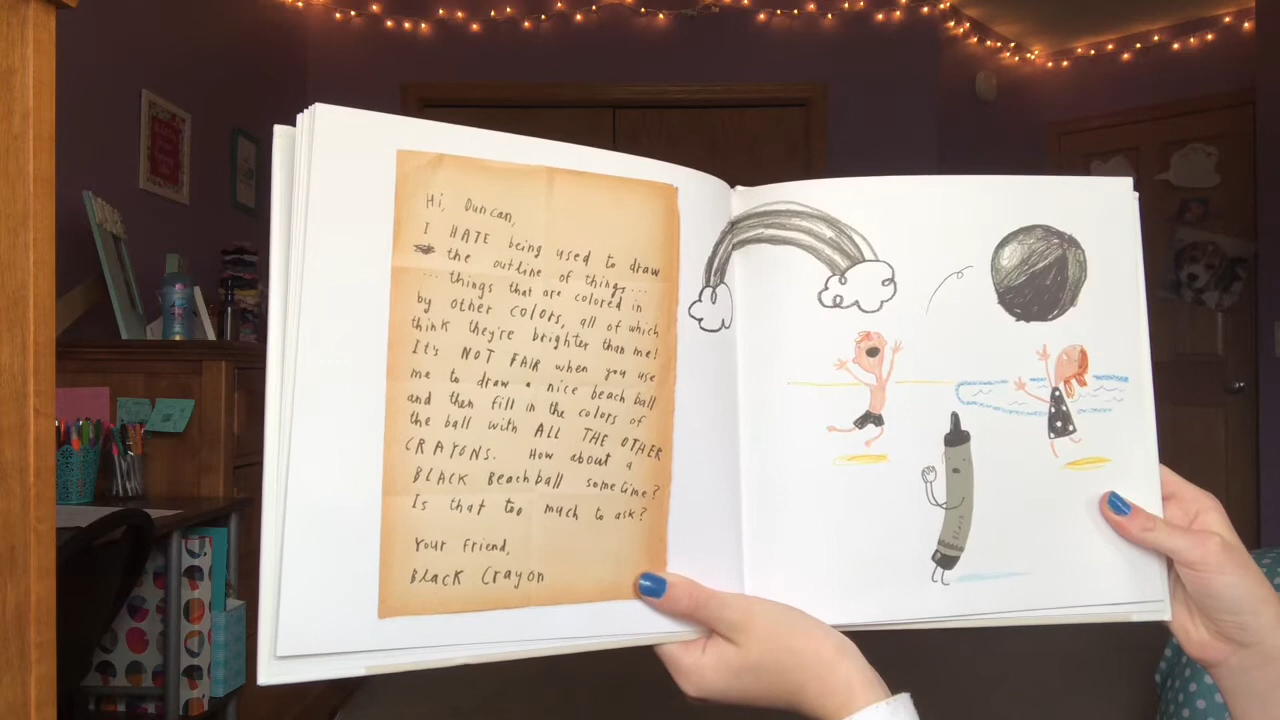 Hi, Duncan,
I HATE being used to draw
the outline of things...
... things that are colored in
by other colors, all of which
think they're brighter than me!
It's NOT FAIR when you use
me to draw a nice beach ball
and then fill in the colors of
the ball with ALL THE OTHER
CRAYONS. How about a
BLACK Beachball sometime?
Is that too much to ask?
Your friend,
Black Crayon